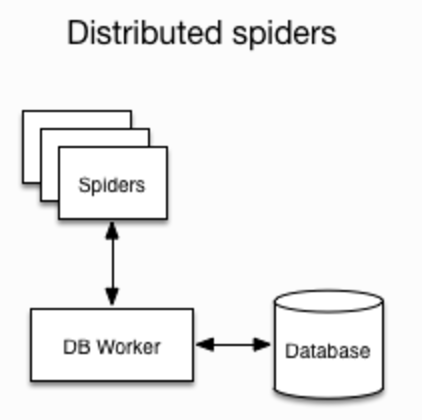 Distributed spiders
Spiders
DB Worker
Database